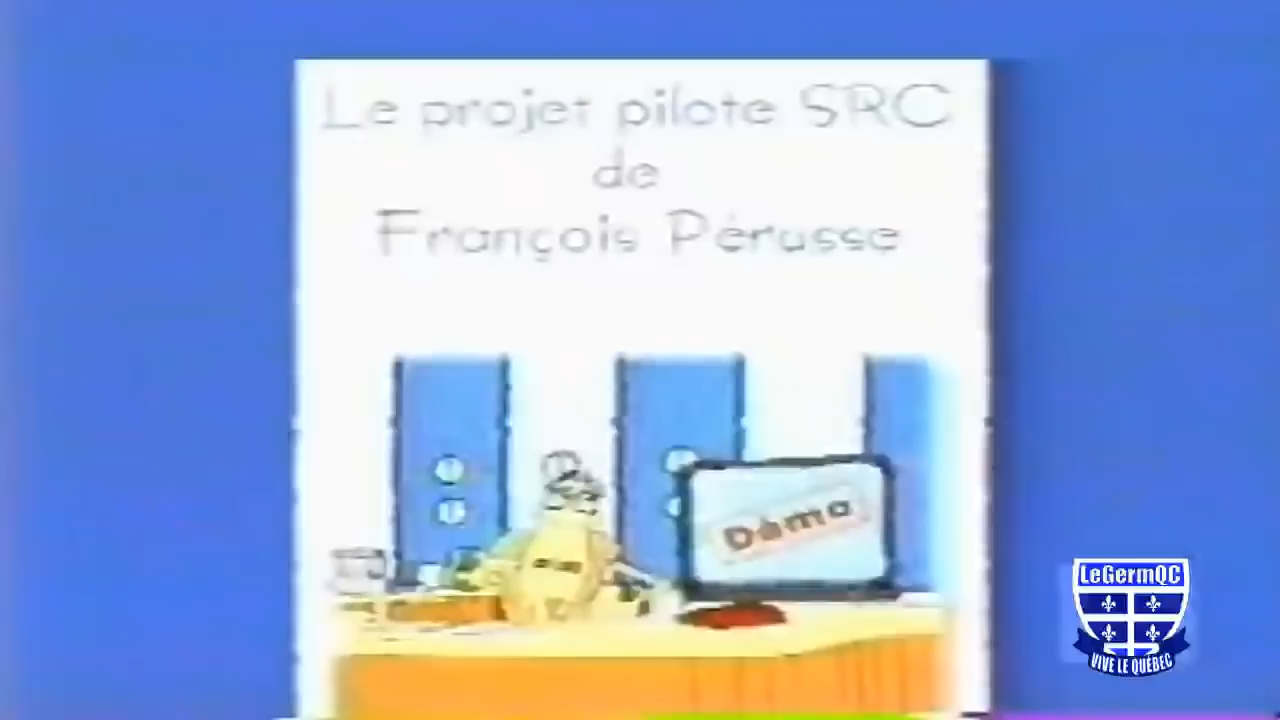 Le projet pilote SRC
de
François Pérusse
Démo
LeGermQC
VIVE LE QUÉBEC